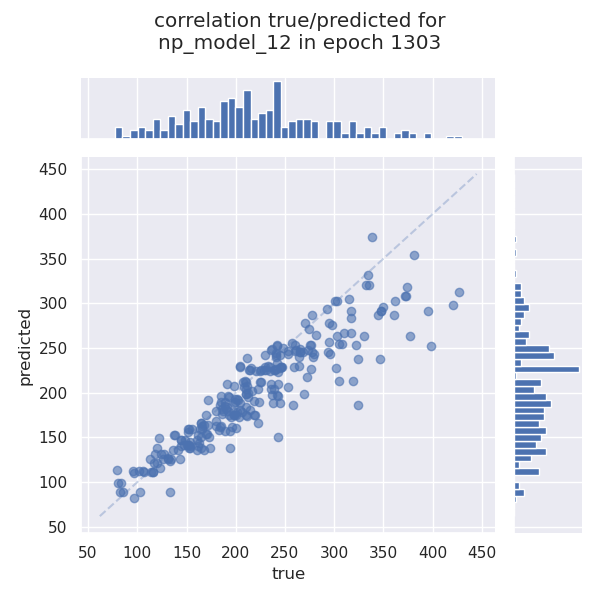 correlation true/predicted for
np_model_12 in epoch 1303
450
400
350
300
250
200
150
100
50
predicted
50 100 150 200 250 300 350 400 450
true